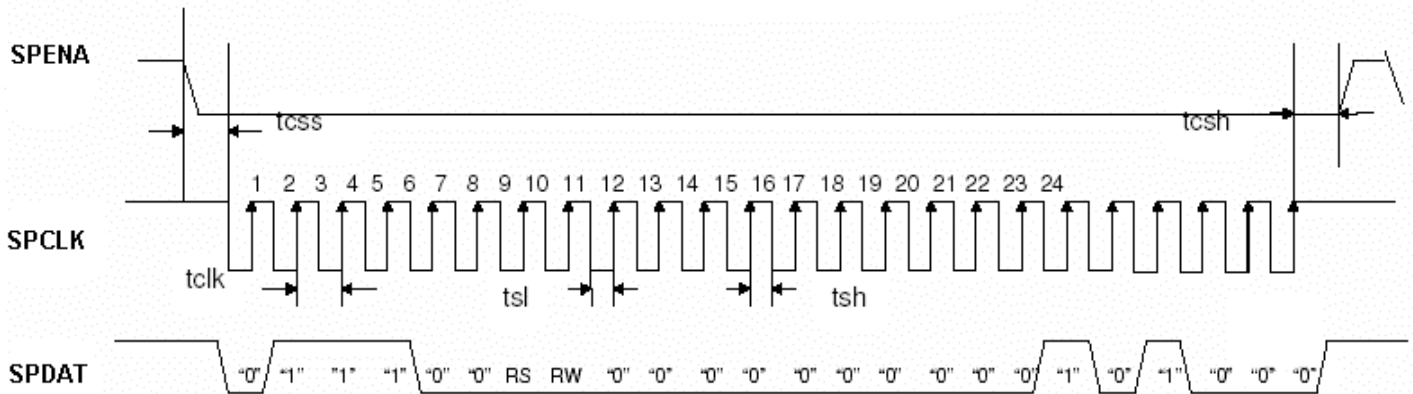 SPENA
tcss tcsh
1 2 3 4 5 6 7 8 9 10 11 12 13 14 15 16 17 18 19 20 21 22 23 24
SPCLK
tclk tsl tsh
SPDAT "0" "1" "1" "1" "0" "0" RS RW "0" "0" "0" "0" "0" "0" "0" "0" "0" "0" "1" "0" "1" "0" "0" "0"